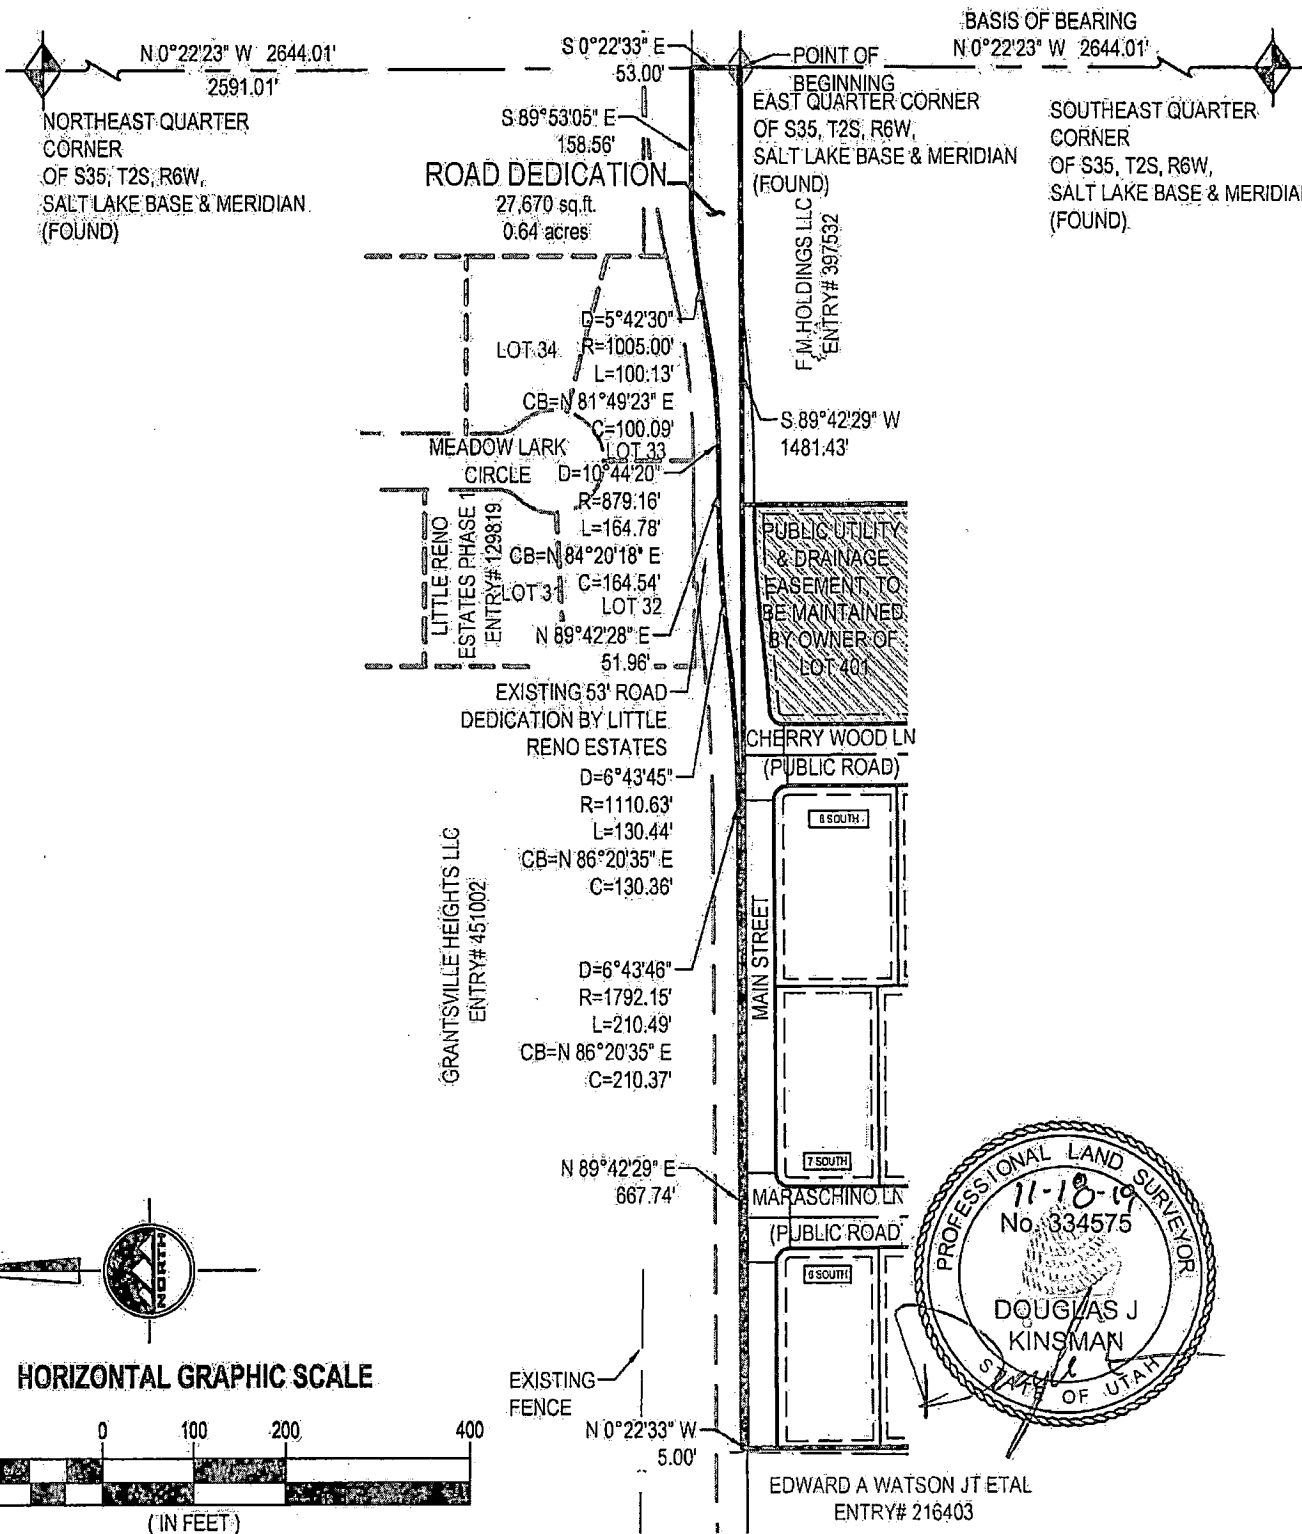 BASIS OF BEARING
N 0°22'23" W 2644.01'
2591.01'
S 0°22'33" E
53.00'
POINT OF
BEGINNING
N 0°22'23" W 2644.01'
NORTHEAST QUARTER
CORNER
OF S35, T2S, R6W,
SALT LAKE BASE & MERIDIAN
(FOUND)
S 89°53'05" E
158.56'
EAST QUARTER CORNER
OF S35, T2S, R6W,
SALT LAKE BASE & MERIDIAN
(FOUND)
SOUTHEAST QUARTER
CORNER
OF S35, T2S, R6W,
SALT LAKE BASE & MERIDIAN
(FOUND)
ROAD DEDICATION
27,670 sq.ft.
0.64 acres
F.M. HOLDINGS LLC
ENTRY# 397532
D=5°42'30"
R=1005.00'
L=100.13'
CB=N 81°49'23" E
C=100.09'
LOT 34
LOT 33
S 89°42'29" W
1481.43'
MEADOW LARK
CIRCLE
D=10°44'20"
R=879.16'
L=164.78'
CB=N 84°20'18" E
C=164.54'
LITTLE RENO
ESTATES PHASE 1
ENTRY# 129819
LOT 31
LOT 32
PUBLIC UTILITY
& DRAINAGE
EASEMENT, TO
BE MAINTAINED
BY OWNER OF
LOT 401
N 89°42'28" E
51.96'
EXISTING 53' ROAD
DEDICATION BY LITTLE
RENO ESTATES
CHERRY WOOD LN
(PUBLIC ROAD)
D=6°43'45"
R=1110.63'
L=130.44'
CB=N 86°20'35" E
C=130.36'
GRANTSVILLE HEIGHTS LLC
ENTRY# 451002
MAIN STREET
D=6°43'46"
R=1792.15'
L=210.49'
CB=N 86°20'35" E
C=210.37'
7 SOUTH
N 89°42'29" E
667.74'
MARASCHINO LN
(PUBLIC ROAD
PROFESSIONAL LAND SURVEYOR
11-18-19
No. 334575
DOUGLAS J
KINSMAN
STATE OF UTAH
NORTH
HORIZONTAL GRAPHIC SCALE
0 100 200 400
(IN FEET)
EXISTING
FENCE
N 0°22'33" W
5.00'
EDWARD A WATSON JT ETAL
ENTRY# 216403